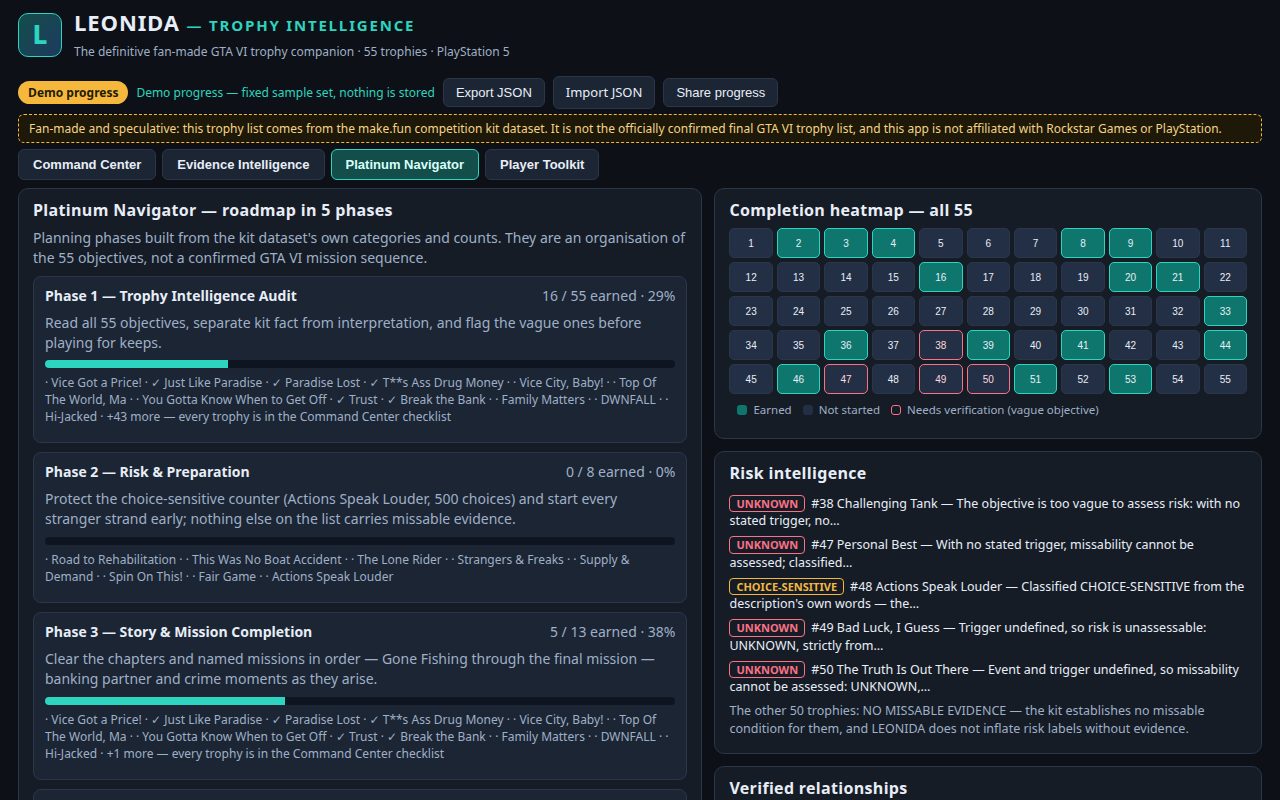 L
LEONIDA — TROPHY INTELLIGENCE
The definitive fan-made GTA VI trophy companion · 55 trophies · PlayStation 5
Demo progress
Demo progress — fixed sample set, nothing is stored
Export JSON
Import JSON
Share progress
Fan-made and speculative: this trophy list comes from the make.fun competition kit dataset. It is not the officially confirmed final GTA VI trophy list, and this app is not affiliated with Rockstar Games or PlayStation.
Command Center
Evidence Intelligence
Platinum Navigator
Player Toolkit
Platinum Navigator — roadmap in 5 phases
Planning phases built from the kit dataset's own categories and counts. They are an organisation of
the 55 objectives, not a confirmed GTA VI mission sequence.
Phase 1 — Trophy Intelligence Audit
16 / 55 earned · 29%
Read all 55 objectives, separate kit fact from interpretation, and flag the vague ones before
playing for keeps.
· Vice Got a Price! · ✓ Just Like Paradise · ✓ Paradise Lost · ✓ T**s Ass Drug Money · · Vice City, Baby! · · Top Of
The World, Ma · · You Gotta Know When to Get Off · ✓ Trust · ✓ Break the Bank · · Family Matters · · DWNFALL · ·
Hi-Jacked · +43 more — every trophy is in the Command Center checklist
Phase 2 — Risk & Preparation
0 / 8 earned · 0%
Protect the choice-sensitive counter (Actions Speak Louder, 500 choices) and start every
stranger strand early; nothing else on the list carries missable evidence.
· Road to Rehabilitation · · This Was No Boat Accident · · The Lone Rider · · Strangers & Freaks · · Supply &
Demand · · Spin On This! · · Fair Game · · Actions Speak Louder
Phase 3 — Story & Mission Completion
5 / 13 earned · 38%
Clear the chapters and named missions in order — Gone Fishing through the final mission —
banking partner and crime moments as they arise.
· Vice Got a Price! · ✓ Just Like Paradise · ✓ Paradise Lost · ✓ T**s Ass Drug Money · · Vice City, Baby! · · Top Of
The World, Ma · · You Gotta Know When to Get Off · ✓ Trust · ✓ Break the Bank · · Family Matters · · DWNFALL · ·
Hi-Jacked · +1 more — every trophy is in the Command Center checklist
Completion heatmap — all 55
1 2 3 4 5 6 7 8 9 10 11
12 13 14 15 16 17 18 19 20 21 22
23 24 25 26 27 28 29 30 31 32 33
34 35 36 37 38 39 40 41 42 43 44
45 46 47 48 49 50 51 52 53 54 55
Earned Not started Needs verification (vague objective)
Risk intelligence
UNKNOWN #38 Challenging Tank — The objective is too vague to assess risk: with no
stated trigger, no…
UNKNOWN #47 Personal Best — With no stated trigger, missability cannot be
assessed; classified…
CHOICE-SENSITIVE #48 Actions Speak Louder — Classified CHOICE-SENSITIVE from the
description's own words — the…
UNKNOWN #49 Bad Luck, I Guess — Trigger undefined, so risk is unassessable:
UNKNOWN, strictly from…
UNKNOWN #50 The Truth Is Out There — Event and trigger undefined, so missability
cannot be assessed: UNKNOWN,…
The other 50 trophies: NO MISSABLE EVIDENCE — the kit establishes no missable
condition for them, and LEONIDA does not inflate risk labels without evidence.
Verified relationships